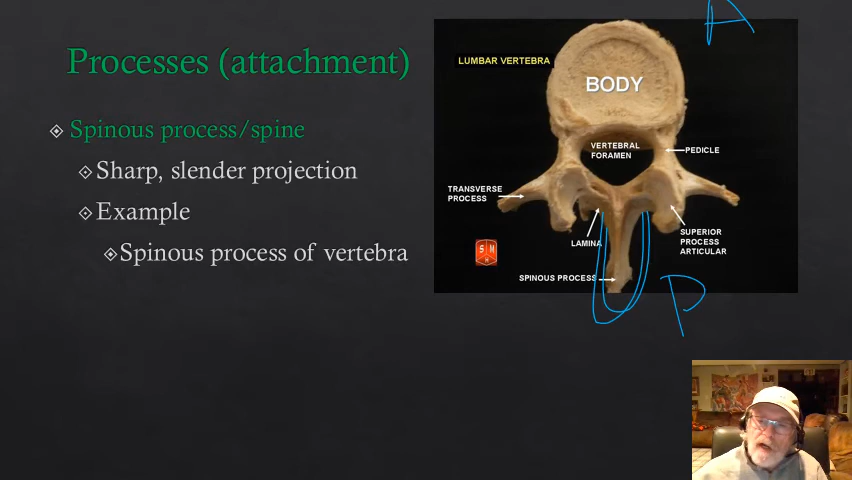 Processes (attachment)
Spinous process/spine
Sharp, slender projection
Example
Spinous process of vertebra
A
LUMBAR VERTEBRA
BODY
VERTEBRAL
FORAMEN
PEDICLE
TRANSVERSE
PROCESS
LAMINA
SUPERIOR
PROCESS
ARTICULAR
SPINOUS PROCESS
P